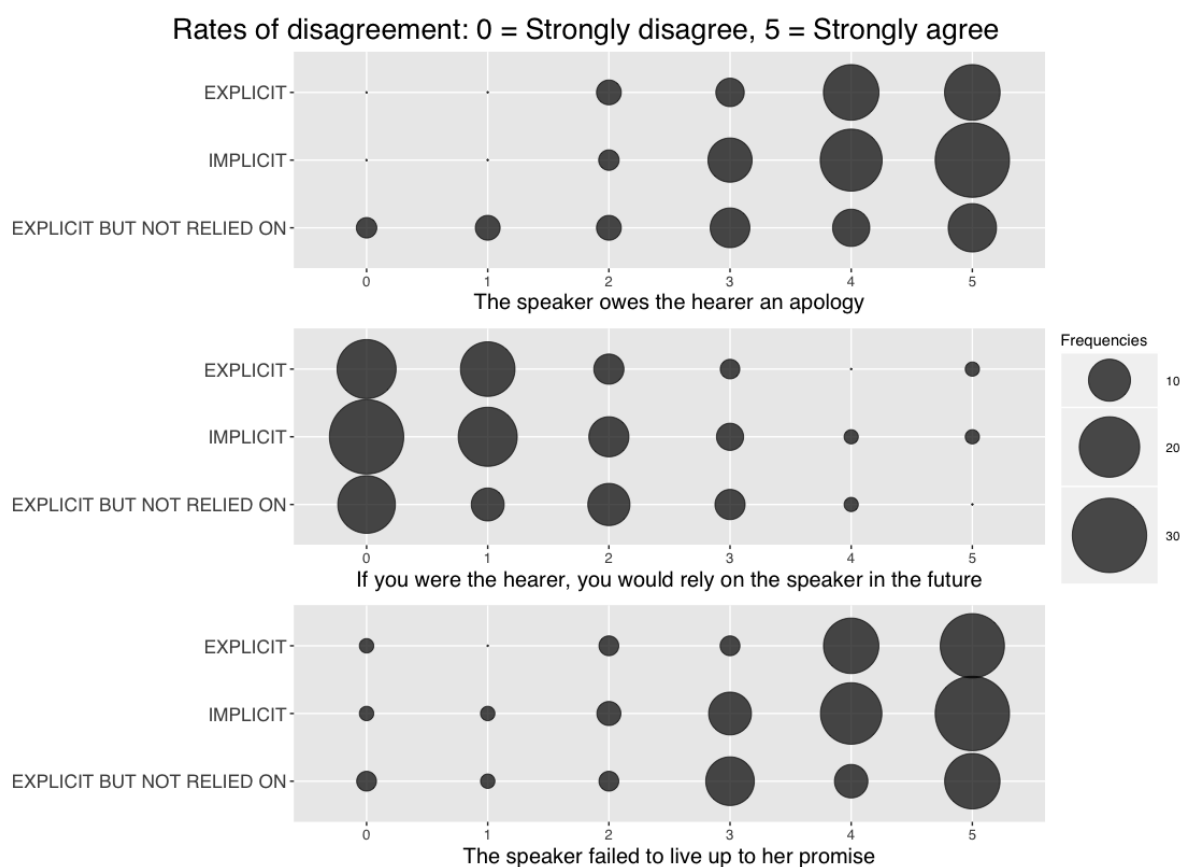 Rates of disagreement: 0 = Strongly disagree, 5 = Strongly agree
EXPLICIT
IMPLICIT
EXPLICIT BUT NOT RELIED ON
0 1 2 3 4 5
The speaker owes the hearer an apology
EXPLICIT
IMPLICIT
EXPLICIT BUT NOT RELIED ON
0 1 2 3 4 5
If you were the hearer, you would rely on the speaker in the future
Frequencies
10
20
30
EXPLICIT
IMPLICIT
EXPLICIT BUT NOT RELIED ON
0 1 2 3 4 5
The speaker failed to live up to her promise